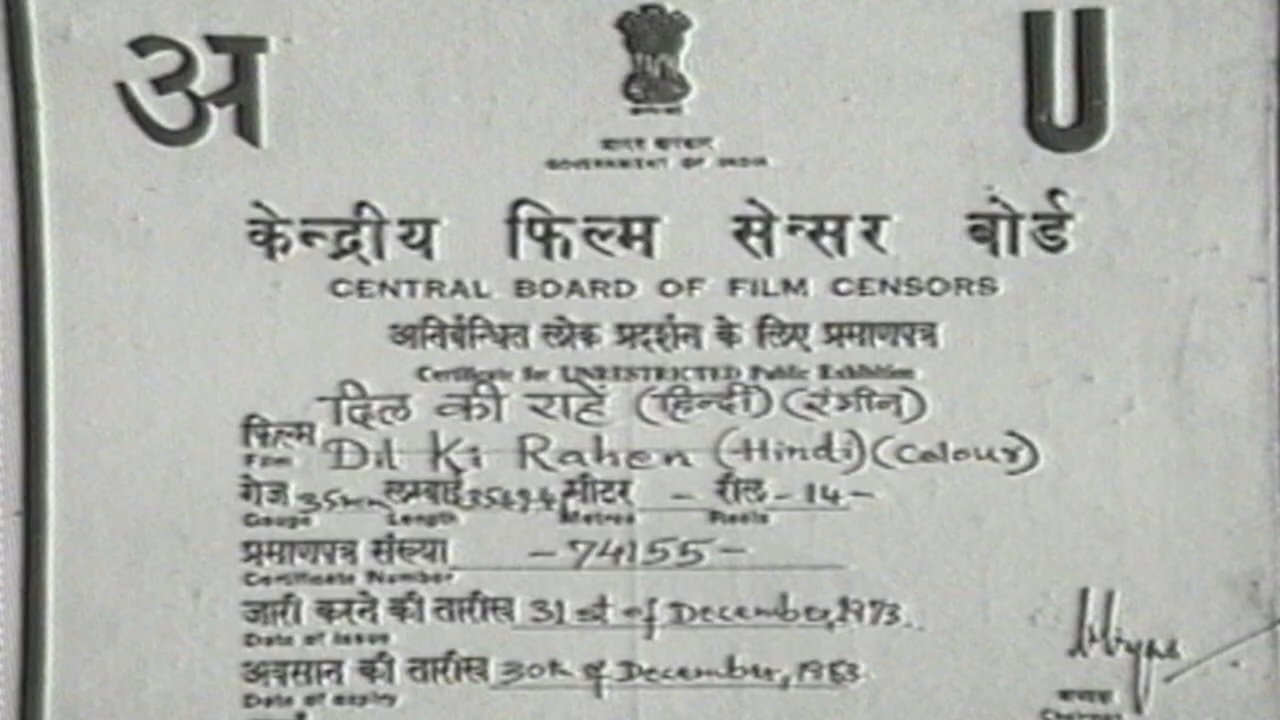 अ U
भारत सरकार
GOVERNMENT OF INDIA
केन्द्रीय फिल्म सेन्सर बोर्ड
CENTRAL BOARD OF FILM CENSORS
अनिर्बन्धित लोक प्रदर्शन के लिए प्रमाणपत्र
Certificate for UNRESTRICTED Public Exhibition
दिल की राहें (हिन्दी) (रंगीन)
फिल्म Dil Ki Rahen (Hindi) (Colour)
Film
गेज 35mm लम्बाई मीटर - रील - 14 -
Gauge Length Metres Reels
प्रमाणपत्र संख्या - 74155 -
Certificate Number
जारी करने की तारीख 31st of December, 1973.
Date of issue
अवसान की तारीख 30th of December, 1983
Date of expiry
अध्यक्ष
Chairman